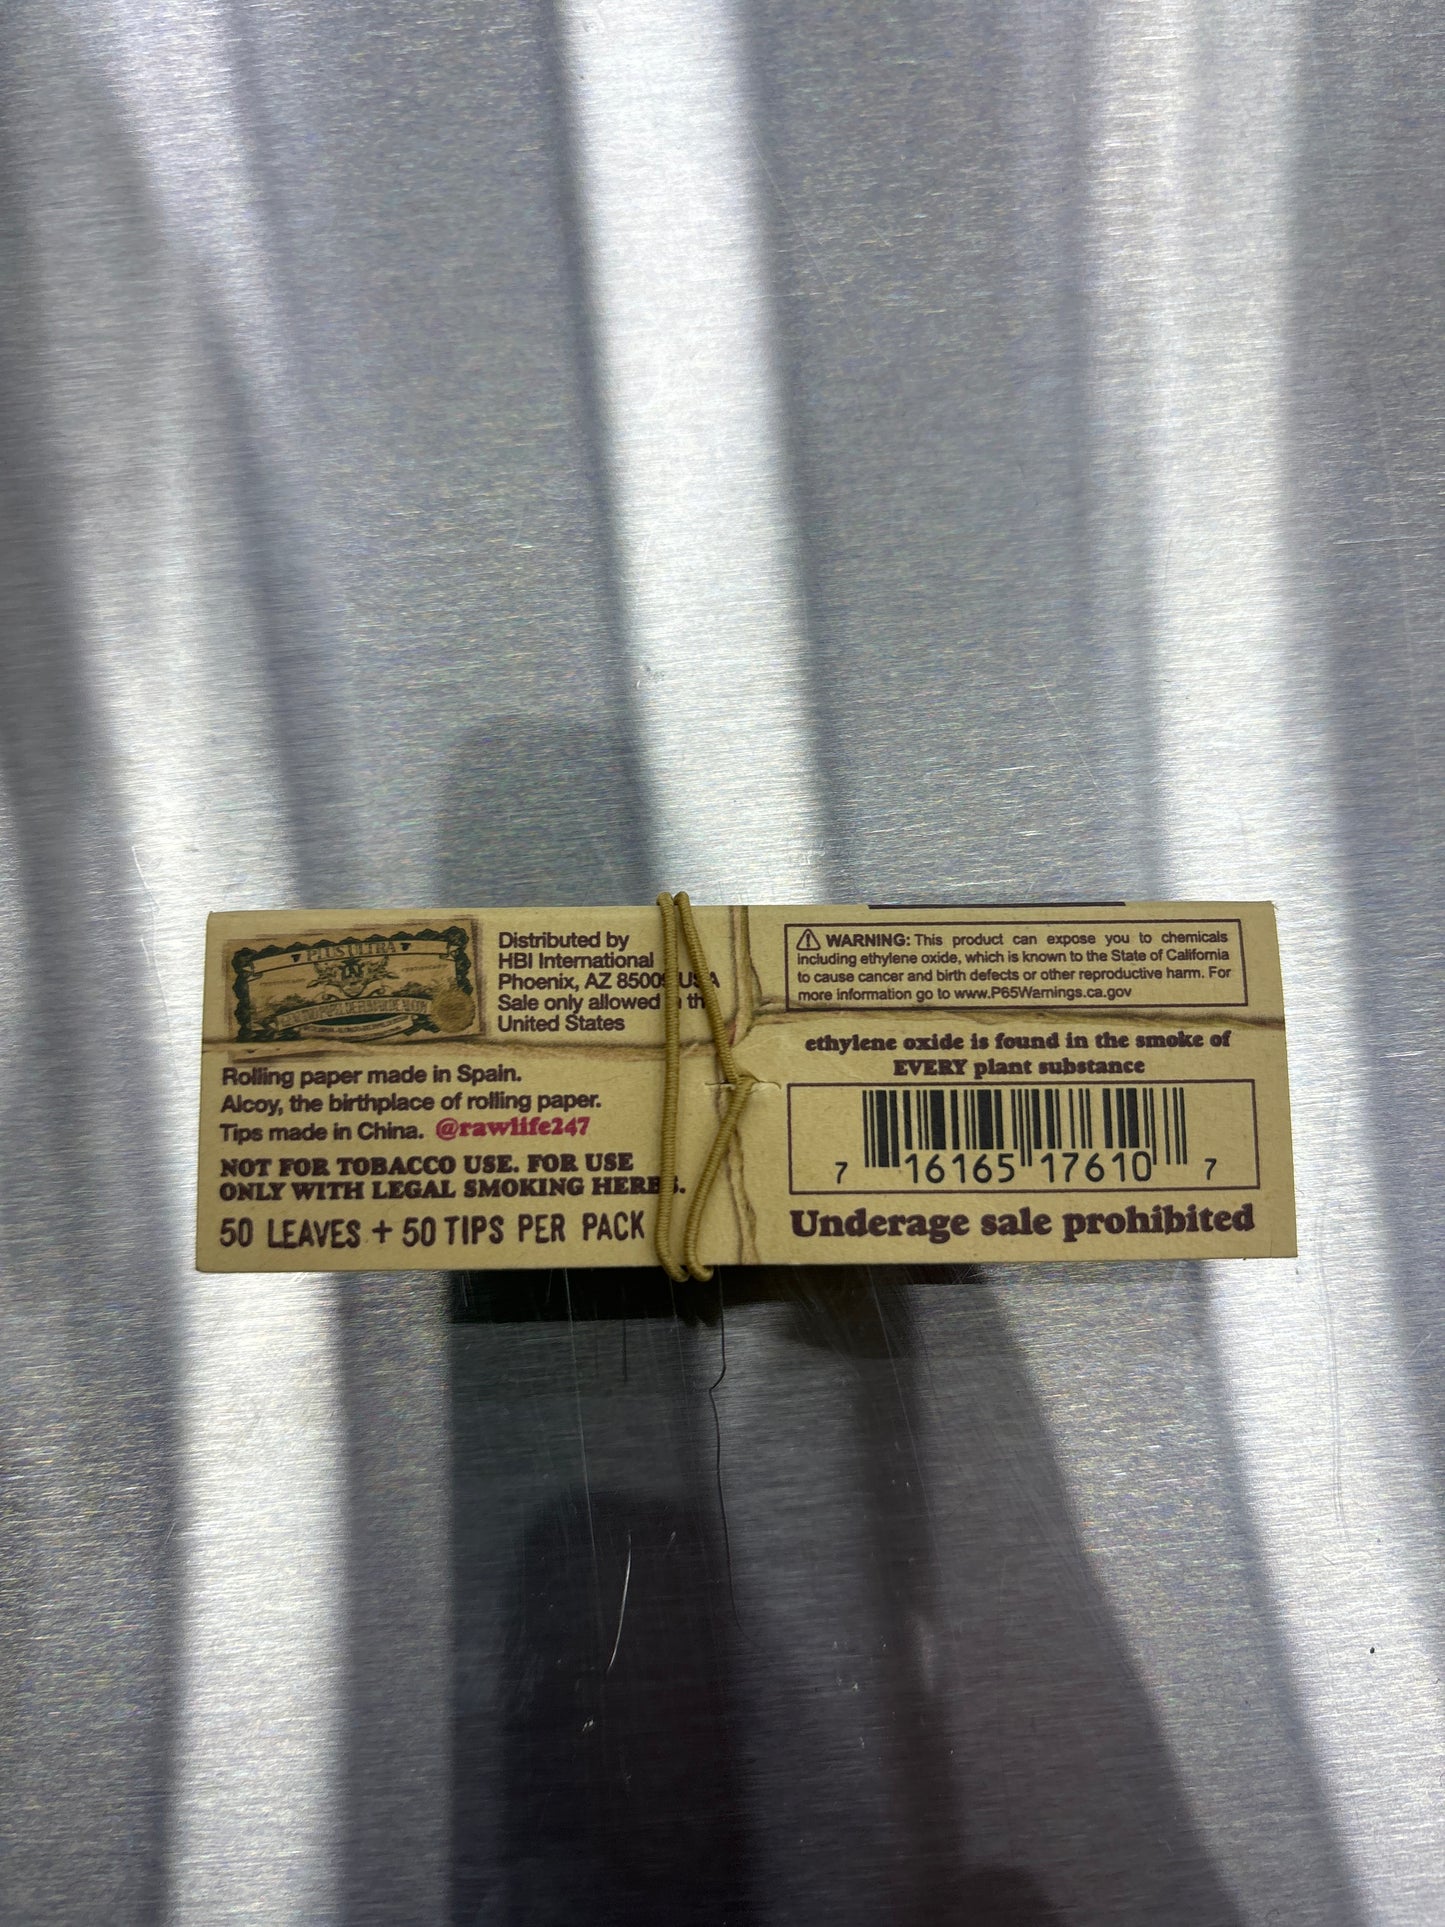 PLUS ULTRA
Distributed by
HBI International
Phoenix, AZ 85009 USA
Sale only allowed in the
United States
Rolling paper made in Spain.
Alcoy, the birthplace of rolling paper.
Tips made in China. @rawlife247
NOT FOR TOBACCO USE. FOR USE
ONLY WITH LEGAL SMOKING HERBS.
50 LEAVES + 50 TIPS PER PACK
WARNING: This product can expose you to chemicals
including ethylene oxide, which is known to the State of California
to cause cancer and birth defects or other reproductive harm. For
more information go to www.P65Warnings.ca.gov
ethylene oxide is found in the smoke of
EVERY plant substance
7 16165 17610 7
Underage sale prohibited